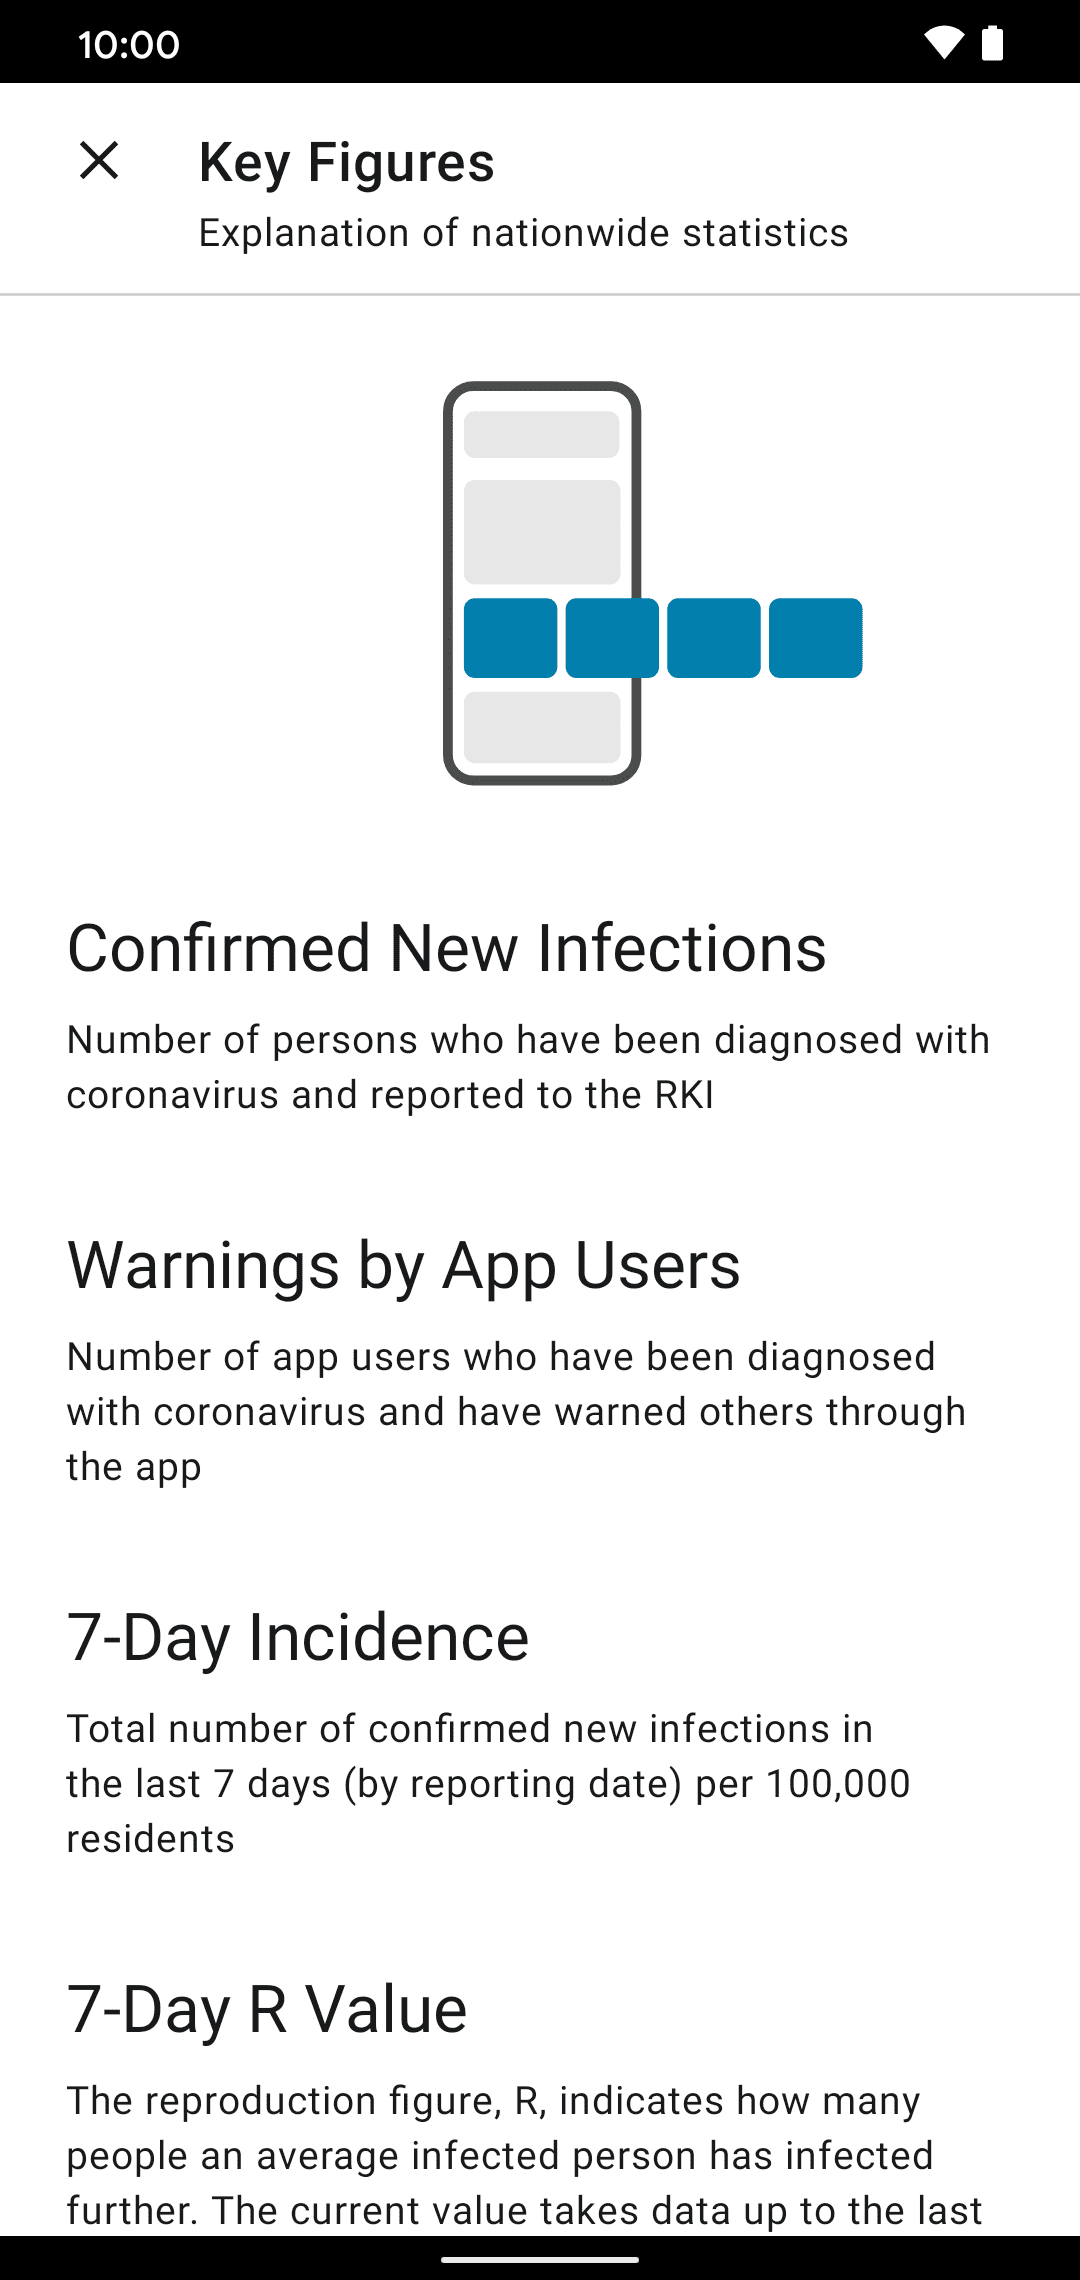 10:00
Key Figures
Explanation of nationwide statistics
Confirmed New Infections
Number of persons who have been diagnosed with
coronavirus and reported to the RKI
Warnings by App Users
Number of app users who have been diagnosed
with coronavirus and have warned others through
the app
7-Day Incidence
Total number of confirmed new infections in
the last 7 days (by reporting date) per 100,000
residents
7-Day R Value
The reproduction figure, R, indicates how many
people an average infected person has infected
further. The current value takes data up to the last